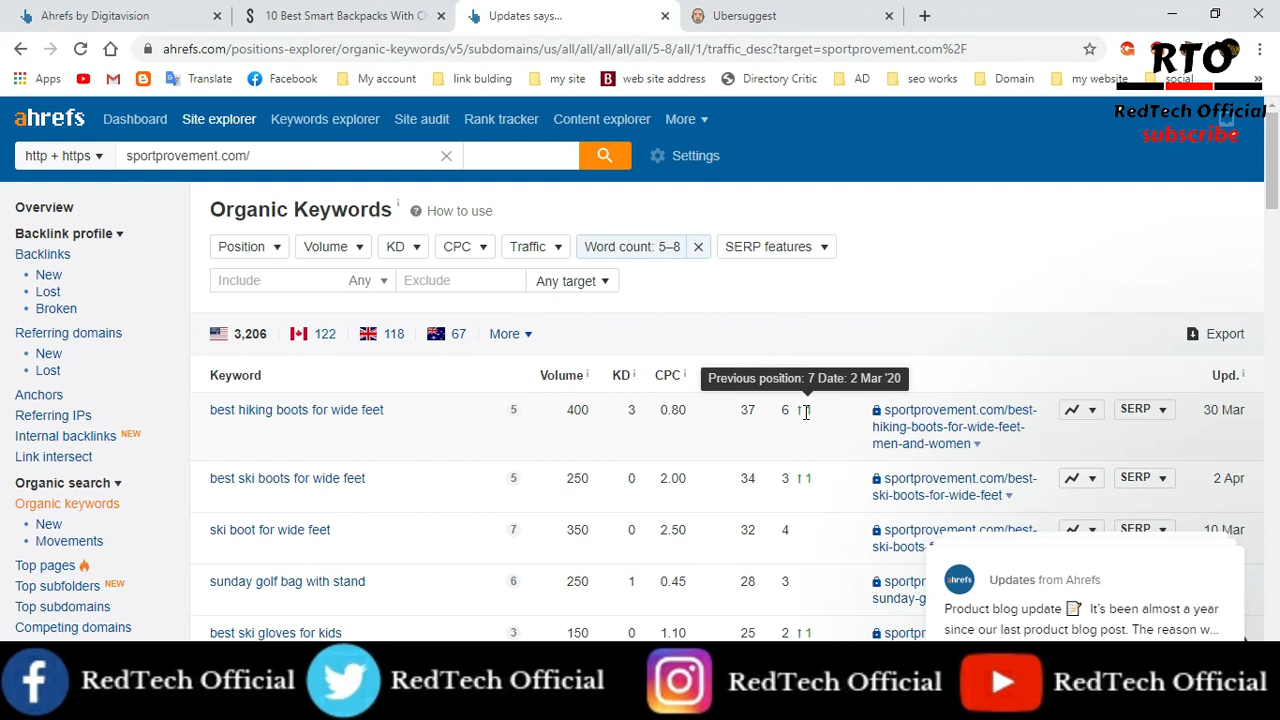 Ahrefs by Digitavision
10 Best Smart Backpacks With Ch
Updates says...
Ubersuggest
ahrefs.com/positions-explorer/organic-keywords/v5/subdomains/us/all/all/all/all/all/5-8/all/1/traffic_desc?target=sportprovement.com%2F
Apps
Translate
Facebook
My account
link bulding
my site
web site address
Directory Critic
AD
seo works
Domain
my website
social
RTO
RedTech Official
subscribe
ahrefs
Dashboard
Site explorer
Keywords explorer
Site audit
Rank tracker
Content explorer
More
http + https
sportprovement.com/
Settings
Overview
Backlink profile
Backlinks
New
Lost
Broken
Referring domains
New
Lost
Anchors
Referring IPs
Internal backlinks NEW
Link intersect
Organic search
Organic keywords
New
Movements
Top pages
Top subfolders NEW
Top subdomains
Competing domains
Organic Keywords i
How to use
Position
Volume
KD
CPC
Traffic
Word count: 5–8
SERP features
Include
Any
Exclude
Any target
3,206
122
118
67
More
Export
Previous position: 7 Date: 2 Mar '20
Keyword Volume i KD i CPC i Upd. i
best hiking boots for wide feet 5 400 3 0.80 37 6 ↑1 sportprovement.com/best- SERP 30 Mar
hiking-boots-for-wide-feet-
men-and-women
best ski boots for wide feet 5 250 0 2.00 34 3 ↑1 sportprovement.com/best- SERP 2 Apr
ski-boots-for-wide-feet
ski boot for wide feet 7 350 0 2.50 32 4 sportprovement.com/best- SERP 10 Mar
ski-boots-f
sunday golf bag with stand 6 250 1 0.45 28 3 sportp
sunday-g
best ski gloves for kids 3 150 0 1.10 25 2 ↑1 sportp
ahrefs
Updates from Ahrefs
Product blog update 📝 It's been almost a year
since our last product blog post. The reason w...
RedTech Official
RedTech Official
RedTech Official
RedTech Official